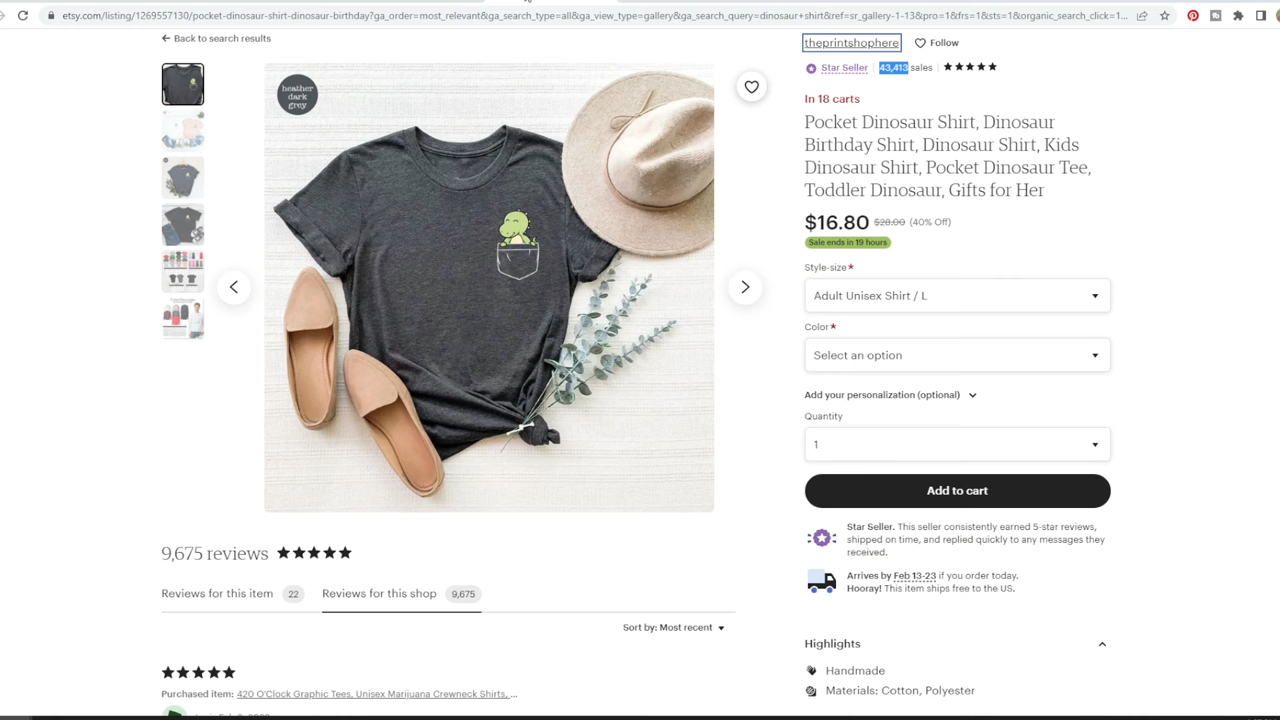 etsy.com/listing/1269557130/pocket-dinosaur-shirt-dinosaur-birthday?ga_order=most_relevant&ga_search_type=all&ga_view_type=gallery&ga_search_query=dinosaur+shirt&ref=sr_gallery-1-13&pro=1&frs=1&sts=1&organic_search_click=1...
Back to search results
theprintshophere
Follow
Star Seller
43,413 sales
heather
dark
grey
In 18 carts
Pocket Dinosaur Shirt, Dinosaur
Birthday Shirt, Dinosaur Shirt, Kids
Dinosaur Shirt, Pocket Dinosaur Tee,
Toddler Dinosaur, Gifts for Her
$16.80 $28.00 (40% Off)
Sale ends in 19 hours
Style-size*
Adult Unisex Shirt / L
Color*
Select an option
Add your personalization (optional)
Quantity
1
Add to cart
Star Seller. This seller consistently earned 5-star reviews,
shipped on time, and replied quickly to any messages they
received.
Arrives by Feb 13-23 if you order today.
Hooray! This item ships free to the US.
9,675 reviews
Reviews for this item 22
Reviews for this shop 9,675
Sort by: Most recent
Highlights
Handmade
Materials: Cotton, Polyester
Purchased item: 420 O'Clock Graphic Tees, Unisex Marijuana Crewneck Shirts, ...